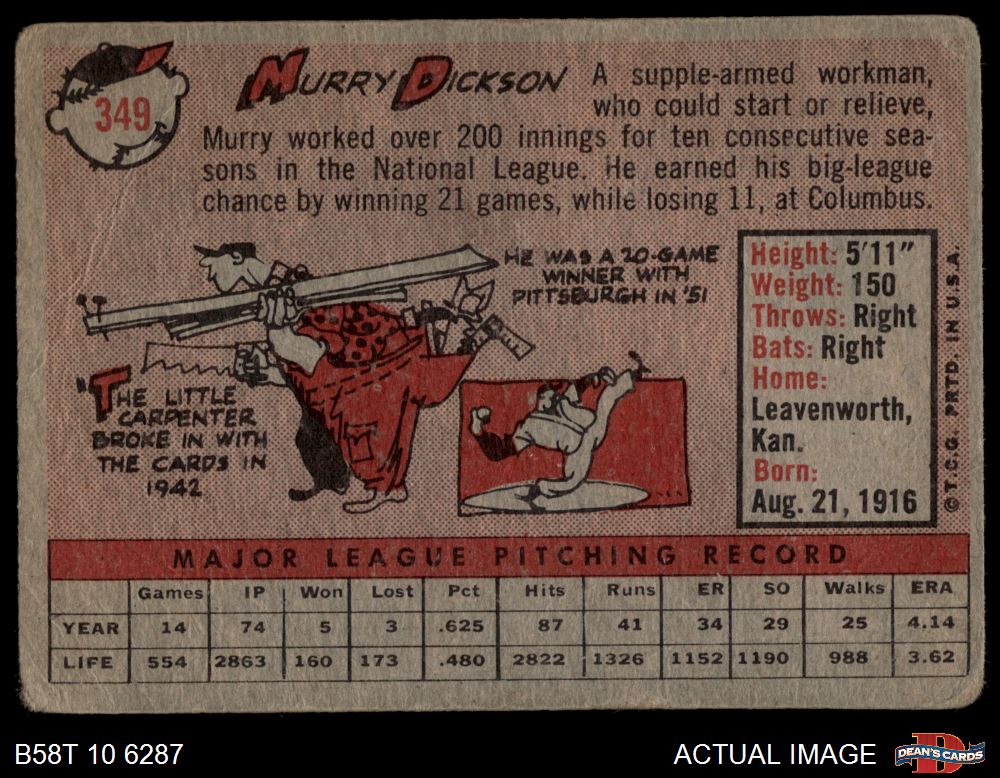 349
MURRY DICKSON
A supple-armed workman,
who could start or relieve,
Murry worked over 200 innings for ten consecutive sea-
sons in the National League. He earned his big-league
chance by winning 21 games, while losing 11, at Columbus.
HE WAS A 20-GAME
WINNER WITH
PITTSBURGH IN '51
"THE LITTLE
CARPENTER
BROKE IN WITH
THE CARDS IN
1942
Height: 5'11"
Weight: 150
Throws: Right
Bats: Right
Home:
Leavenworth,
Kan.
Born:
Aug. 21, 1916
© T.C.G. PRTD. IN U.S.A.
MAJOR LEAGUE PITCHING RECORD
Games IP Won Lost Pct Hits Runs ER SO Walks ERA
YEAR 14 74 5 3 .625 87 41 34 29 25 4.14
LIFE 554 2863 160 173 .480 2822 1326 1152 1190 988 3.62
B58T 10 6287
ACTUAL IMAGE
D
DEAN'S CARDS